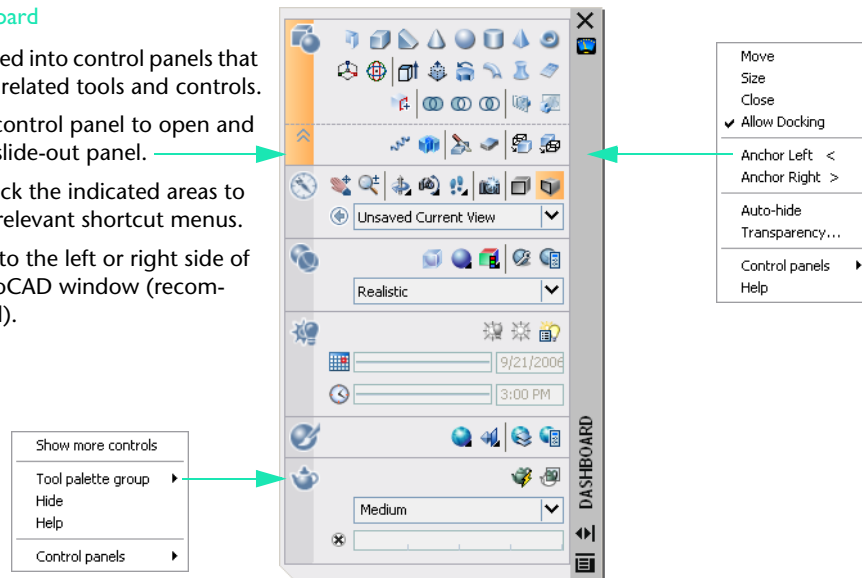 oard
ed into control panels that
related tools and controls.
control panel to open and
slide-out panel.
ck the indicated areas to
relevant shortcut menus.
to the left or right side of
oCAD window (recom-
l).
Unsaved Current View
Realistic
9/21/2006
3:00 PM
Medium
DASHBOARD
Move
Size
Close
Allow Docking
Anchor Left <
Anchor Right >
Auto-hide
Transparency...
Control panels
Help
Show more controls
Tool palette group
Hide
Help
Control panels